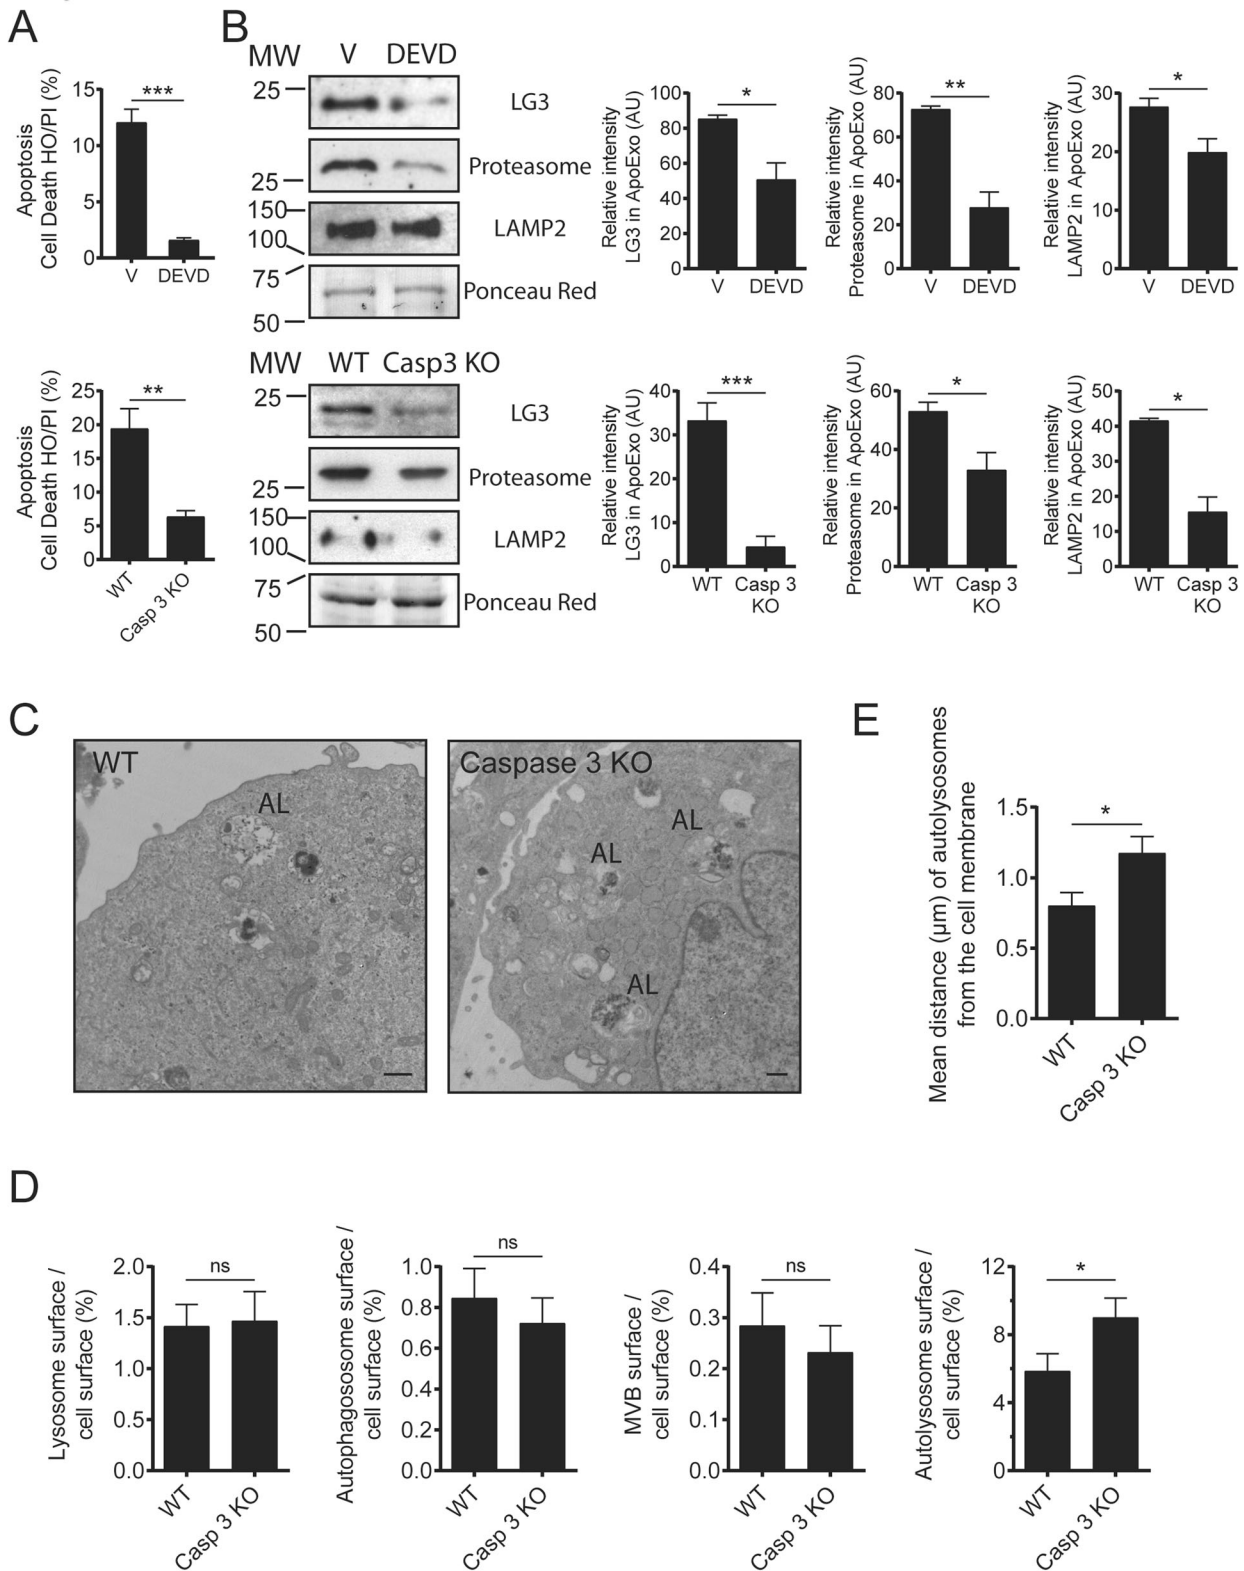 A
Apoptosis
Cell Death HO/PI (%)
15
10
5
0
***
V
DEVD
Apoptosis
Cell Death HO/PI (%)
25
20
15
10
5
0
**
WT
Casp 3 KO
B
MW
V
DEVD
25
LG3
Proteasome
25
150
100
LAMP2
75
Ponceau Red
50
MW
WT
Casp3 KO
25
LG3
Proteasome
25
150
100
LAMP2
75
Ponceau Red
50
Relative intensity
LG3 in ApoExo (AU)
100
80
60
40
20
0
*
V
DEVD
Relative intensity
Proteasome in ApoExo (AU)
80
60
40
20
0
**
V
DEVD
Relative intensity
LAMP2 in ApoExo (AU)
30
20
10
0
*
V
DEVD
Relative intensity
LG3 in ApoExo (AU)
40
30
20
10
0
***
WT
Casp 3
KO
Relative intensity
Proteasome in ApoExo (AU)
60
40
20
0
*
WT
Casp 3
KO
Relative intensity
LAMP2 in ApoExo (AU)
50
40
30
20
10
0
*
WT
Casp 3
KO
C
WT
AL
Caspase 3 KO
AL
AL
AL
E
Mean distance (µm) of autolysosomes
from the cell membrane
1.5
1.0
0.5
0.0
*
WT
Casp 3 KO
D
Lysosome surface /
cell surface (%)
2.0
1.5
1.0
0.5
0.0
ns
WT
Casp 3 KO
Autophagososome surface /
cell surface (%)
1.0
0.8
0.6
0.4
0.2
0.0
ns
WT
Casp 3 KO
MVB surface /
cell surface (%)
0.4
0.3
0.2
0.1
0.0
ns
WT
Casp 3 KO
Autolysosome surface /
cell surface (%)
12
8
4
0
*
WT
Casp 3 KO